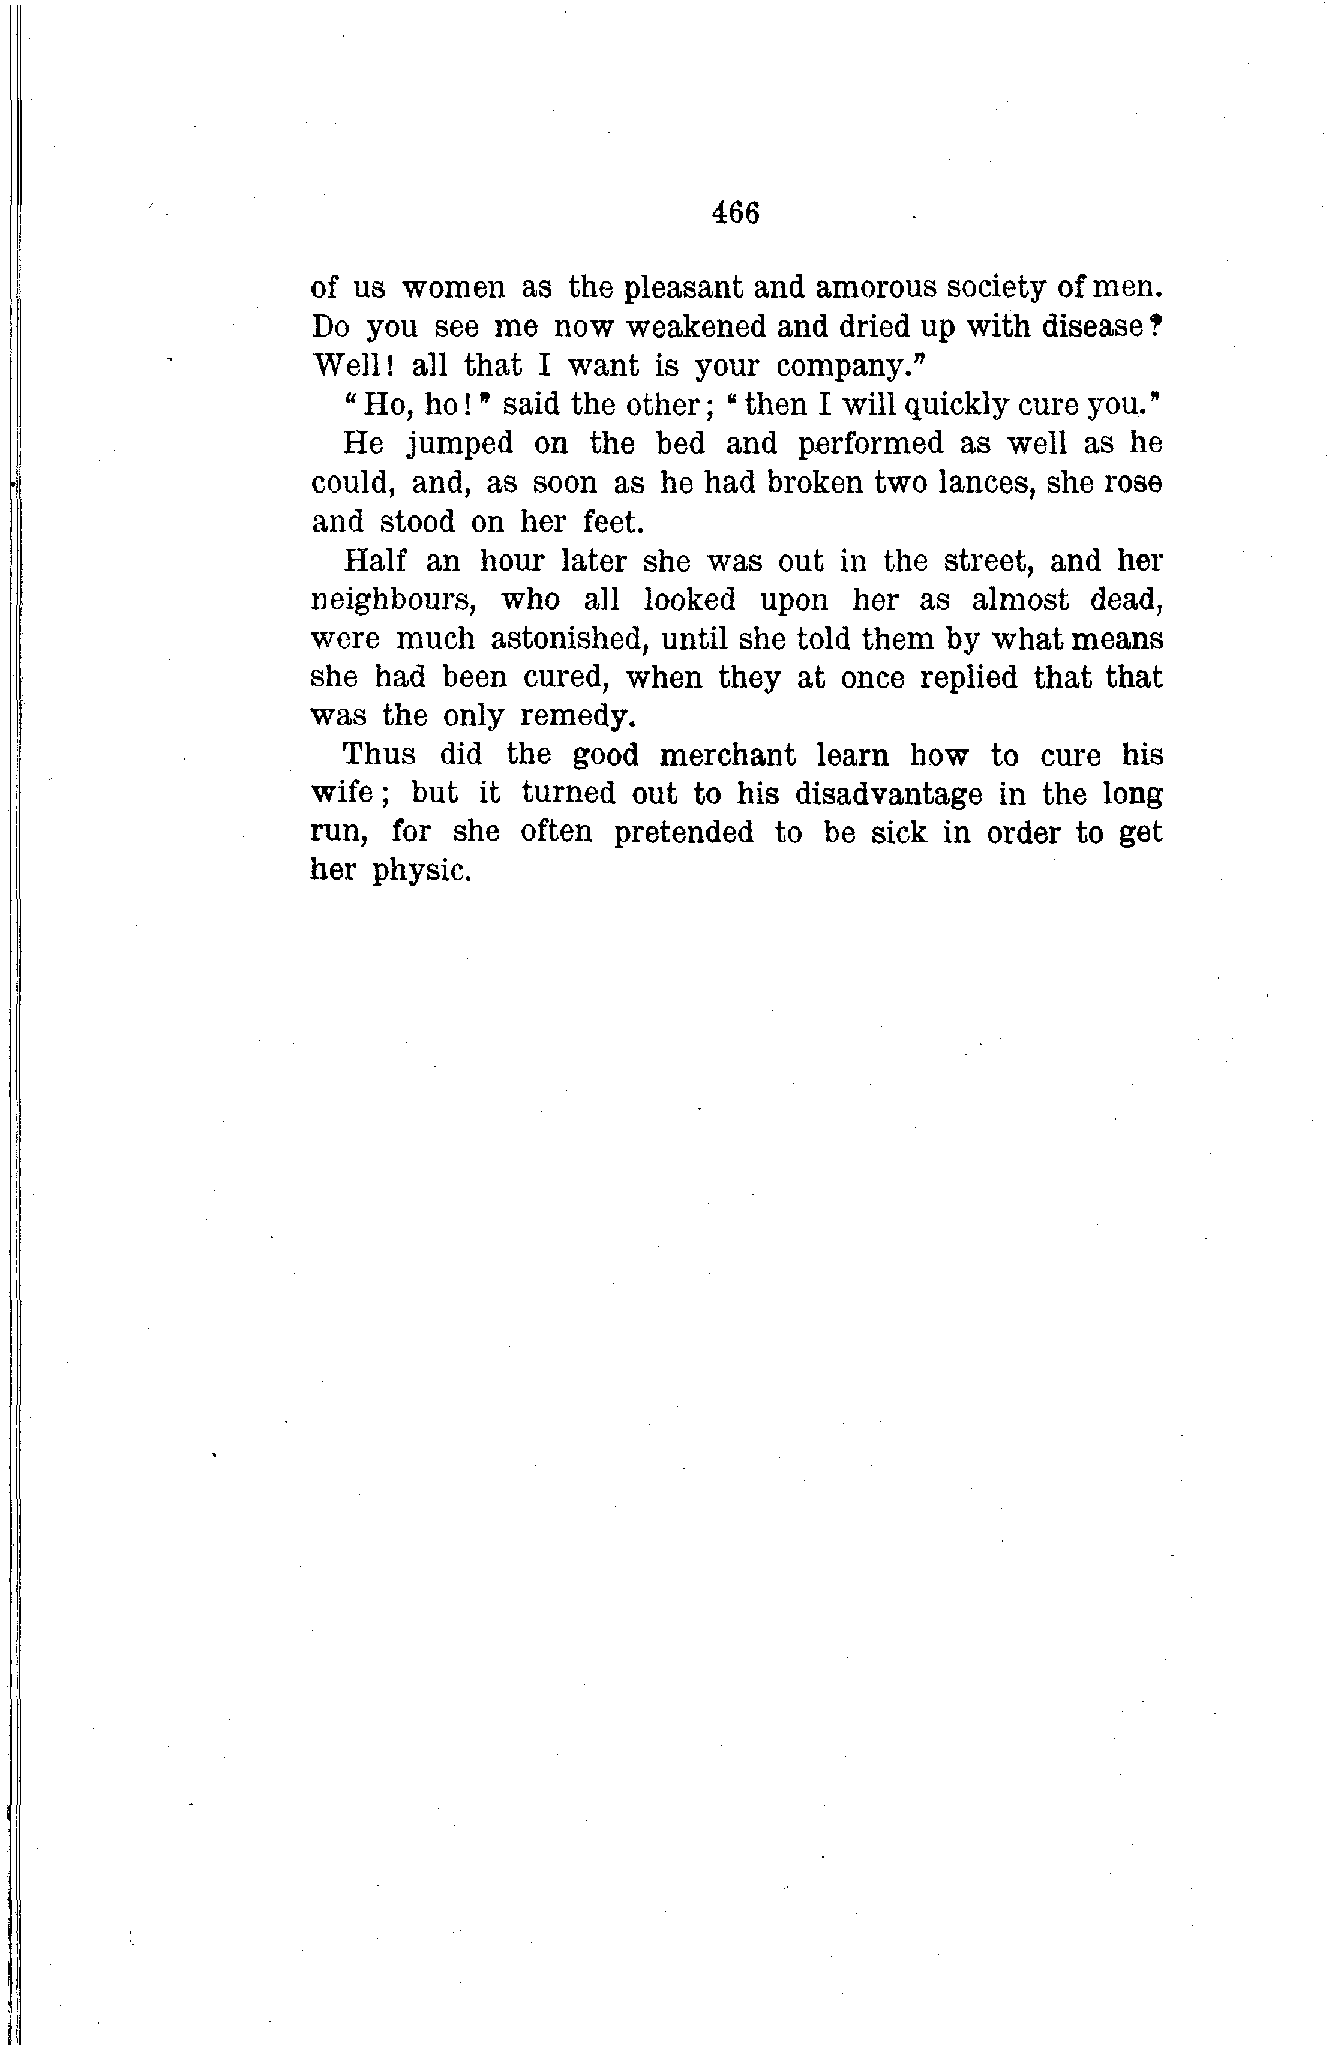 466
of us women as the pleasant and amorous society of men.
Do you see me now weakened and dried up with disease?
Well! all that I want is your company."
"Ho, ho!" said the other; "then I will quickly cure you."
He jumped on the bed and performed as well as he
could, and, as soon as he had broken two lances, she rose
and stood on her feet.
Half an hour later she was out in the street, and her
neighbours, who all looked upon her as almost dead,
were much astonished, until she told them by what means
she had been cured, when they at once replied that that
was the only remedy.
Thus did the good merchant learn how to cure his
wife; but it turned out to his disadvantage in the long
run, for she often pretended to be sick in order to get
her physic.